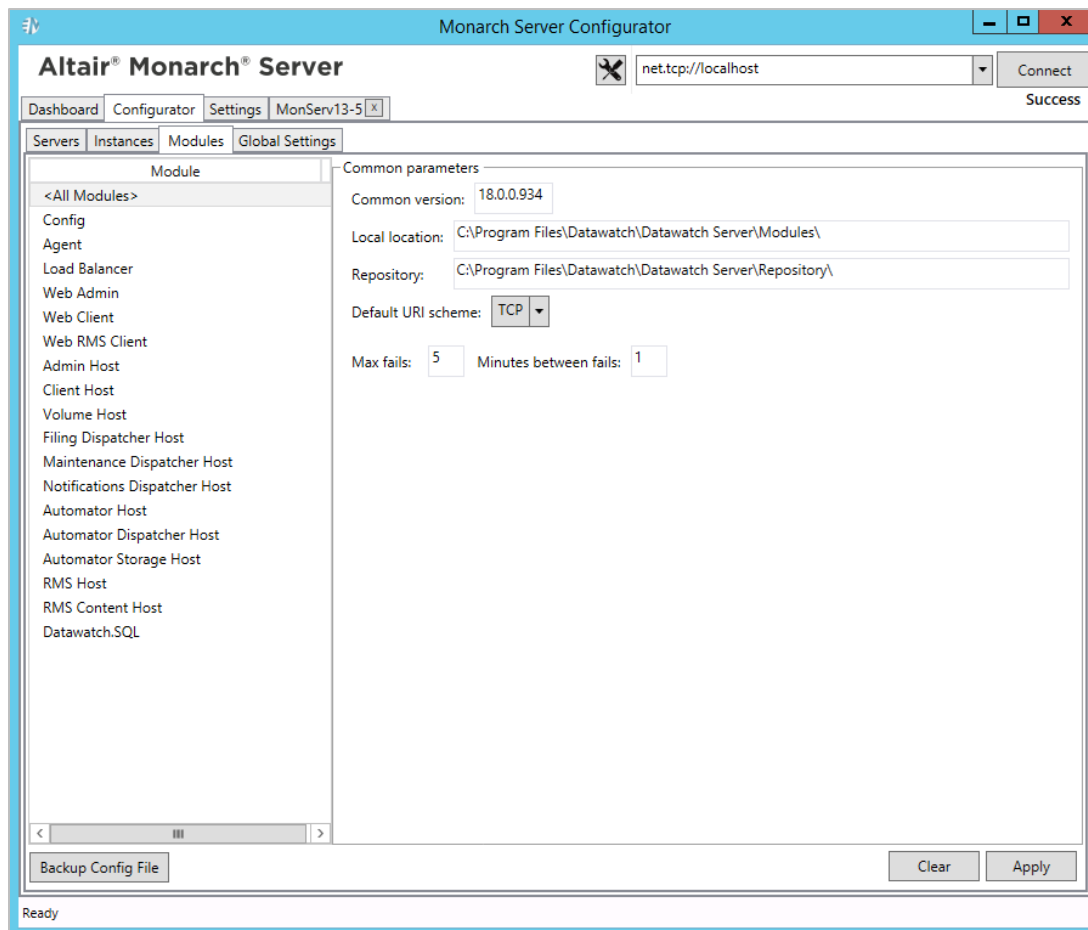 Monarch Server Configurator
Altair® Monarch® Server
net.tcp://localhost
Connect
Success
Dashboard Configurator Settings MonServ13-5 x
Servers Instances Modules Global Settings
Module
<All Modules>
Config
Agent
Load Balancer
Web Admin
Web Client
Web RMS Client
Admin Host
Client Host
Volume Host
Filing Dispatcher Host
Maintenance Dispatcher Host
Notifications Dispatcher Host
Automator Host
Automator Dispatcher Host
Automator Storage Host
RMS Host
RMS Content Host
Datawatch.SQL
Common parameters
Common version: 18.0.0.934
Local location: C:\Program Files\Datawatch\Datawatch Server\Modules\
Repository: C:\Program Files\Datawatch\Datawatch Server\Repository\
Default URI scheme: TCP
Max fails: 5 Minutes between fails: 1
Backup Config File
Clear Apply
Ready